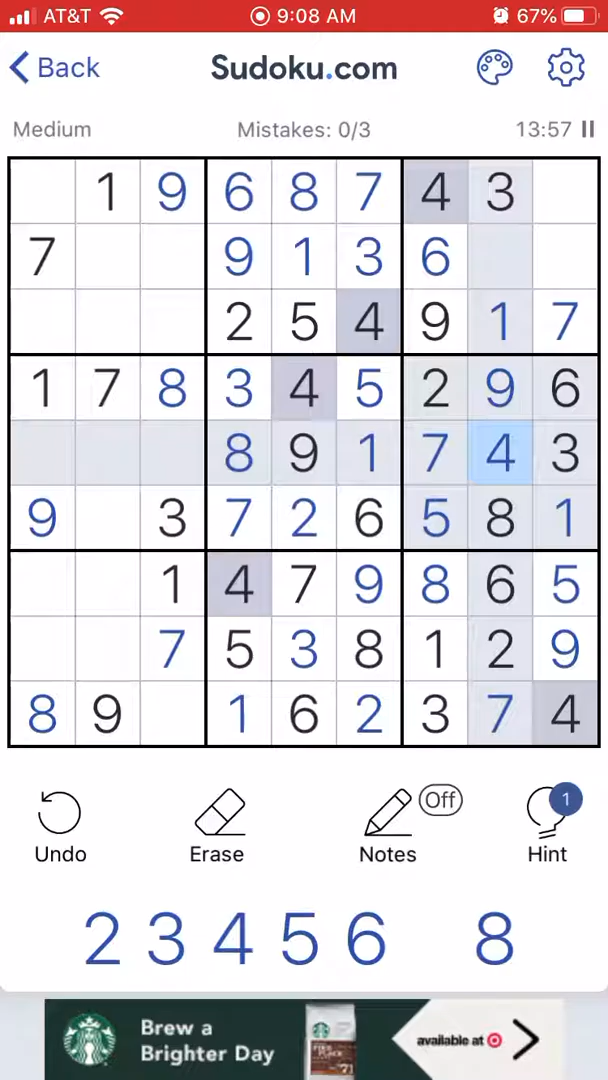 AT&T 9:08 AM 67%
Back Sudoku.com
Medium Mistakes: 0/3 13:57
1 9 6 8 7 4 3
7 9 1 3 6
2 5 4 9 1 7
1 7 8 3 4 5 2 9 6
8 9 1 7 4 3
9 3 7 2 6 5 8 1
1 4 7 9 8 6 5
7 5 3 8 1 2 9
8 9 1 6 2 3 7 4
Off 1
Undo Erase Notes Hint
2 3 4 5 6 8
Brew a
Brighter Day
available at